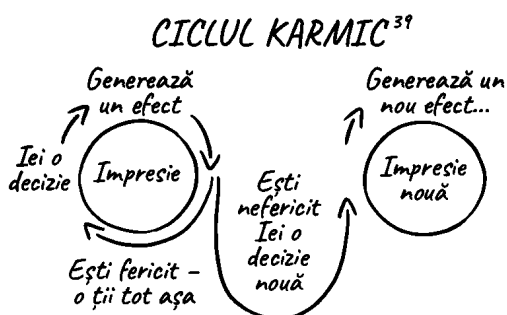 CICLUL KARMIC³⁹
Generează
un efect
Iei o
decizie
Impresie
Ești fericit –
o ții tot așa
Ești
nefericit
Iei o
decizie
nouă
Generează un
nou efect...
Impresie
nouă